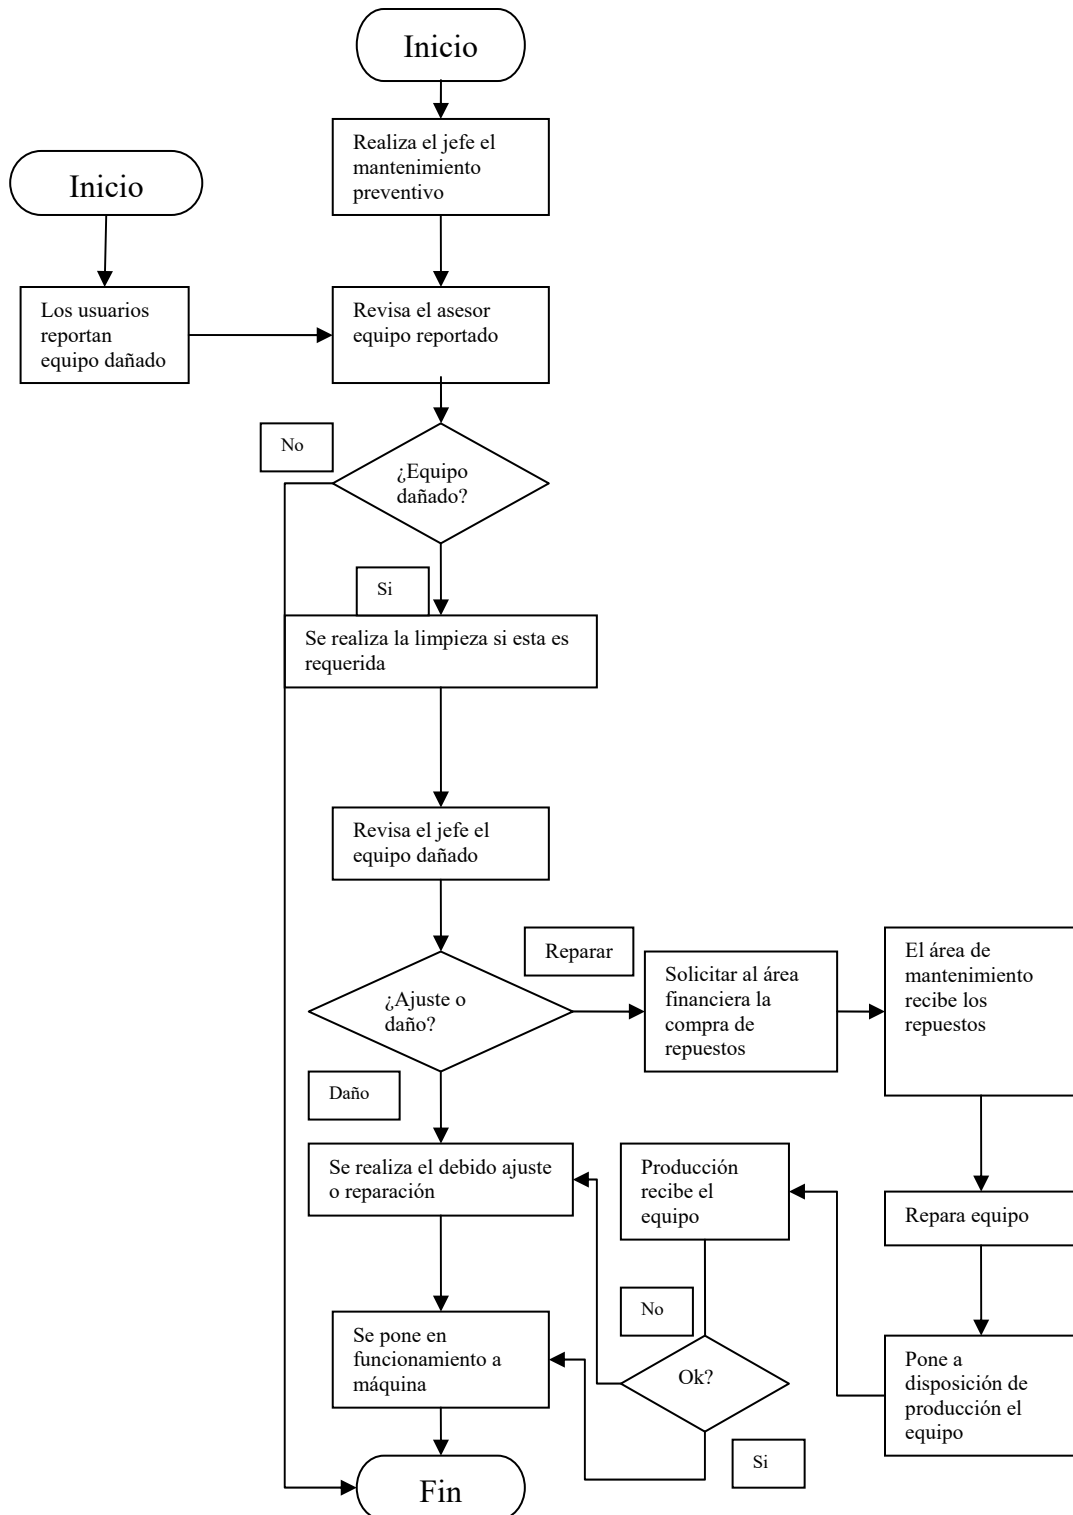 Inicio
Realiza el jefe el
mantenimiento
preventivo
Inicio
Los usuarios
reportan
equipo dañado
Revisa el asesor
equipo reportado
No
¿Equipo
dañado?
Si
Se realiza la limpieza si esta es
requerida
Revisa el jefe el
equipo dañado
¿Ajuste o
daño?
Reparar
Solicitar al área
financiera la
compra de
repuestos
El área de
mantenimiento
recibe los
repuestos
Daño
Se realiza el debido ajuste
o reparación
Producción
recibe el
equipo
Repara equipo
No
Se pone en
funcionamiento a
máquina
Ok?
Pone a
disposición de
producción el
equipo
Si
Fin